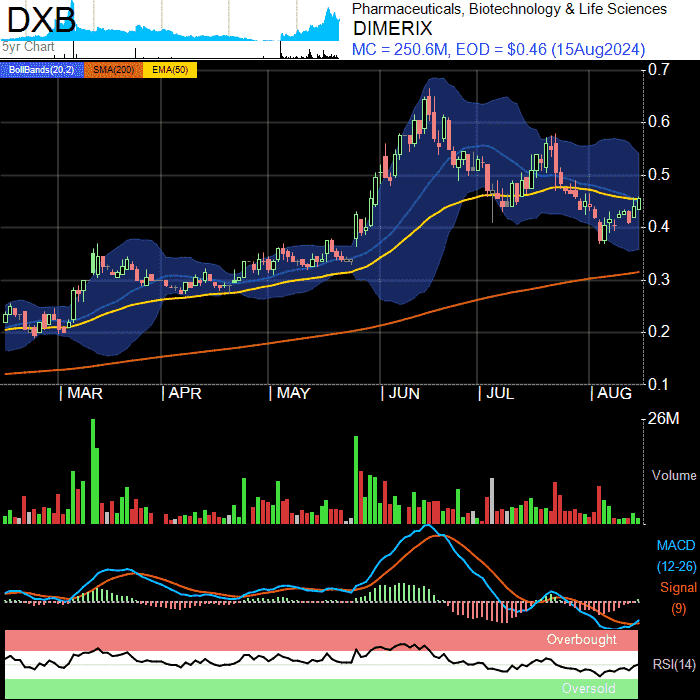 DXB
5yr Chart
Pharmaceuticals, Biotechnology & Life Sciences
DIMERIX
MC = 250.6M, EOD = $0.46 (15Aug2024)
BollBands(20,2) SMA(200) EMA(50)
0.7
0.6
0.5
0.4
0.3
0.2
0.1
MAR APR MAY JUN JUL AUG
26M
Volume
MACD
(12-26)
Signal
(9)
Overbought
RSI(14)
Oversold